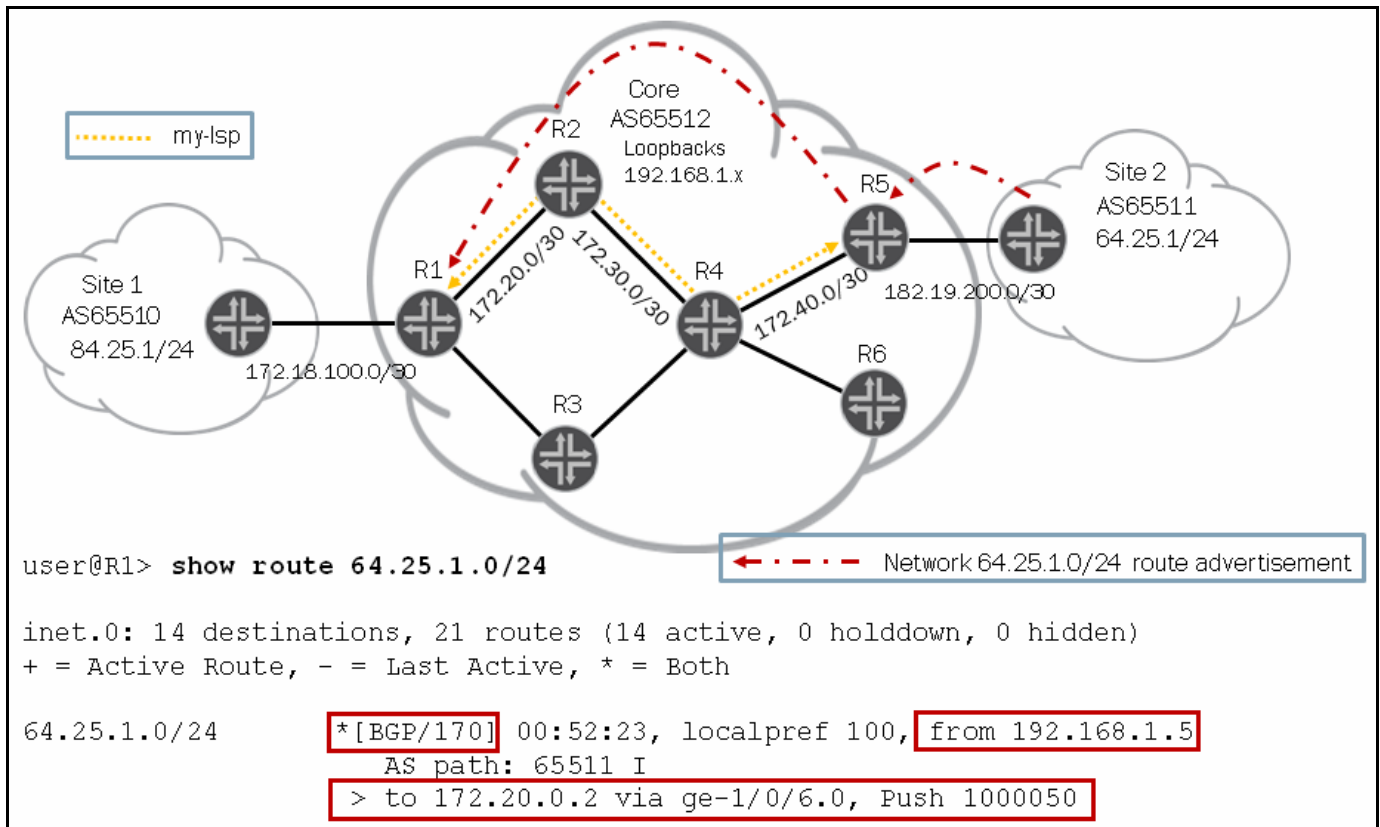 Core
AS65512
Loopbacks
192.168.1.x
my-lsp
R2
R5
Site 2
AS65511
64.25.1/24
Site 1
AS65510
84.25.1/24
R1
172.20.0/30
172.30.0/30
R4
172.40.0/30
182.19.200.0/30
172.18.100.0/30
R3
R6
user@R1> show route 64.25.1.0/24
Network 64.25.1.0/24 route advertisement
inet.0: 14 destinations, 21 routes (14 active, 0 holddown, 0 hidden)
+ = Active Route, - = Last Active, * = Both
64.25.1.0/24 *[BGP/170] 00:52:23, localpref 100, from 192.168.1.5
AS path: 65511 I
> to 172.20.0.2 via ge-1/0/6.0, Push 1000050